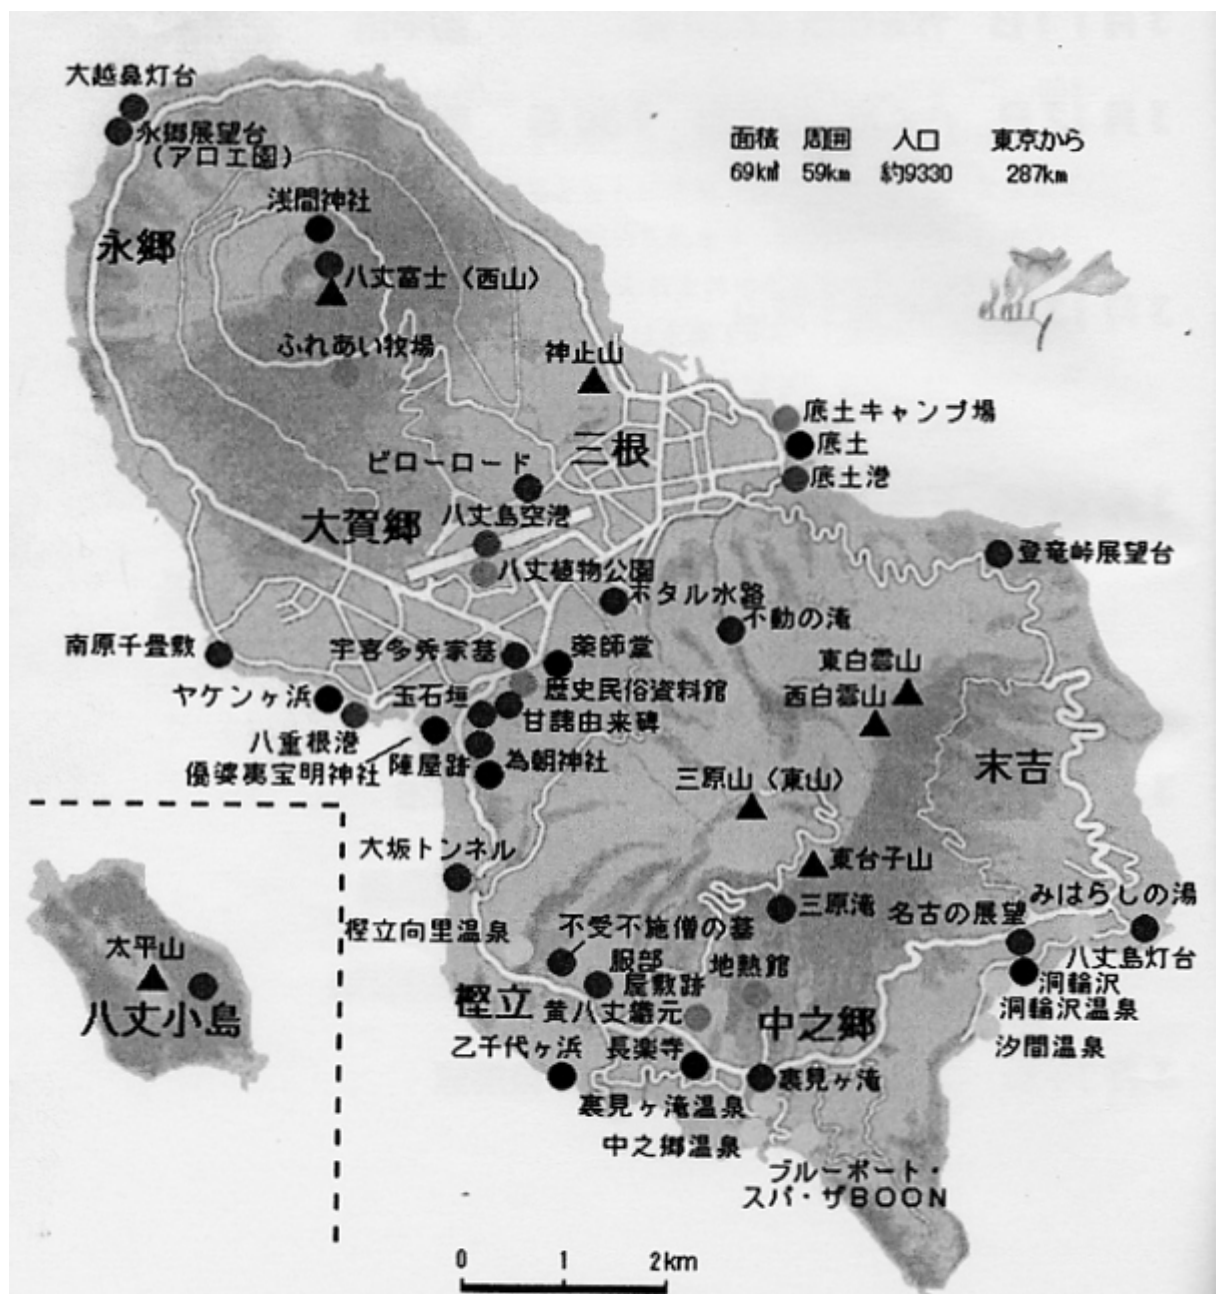 大越鼻灯台
永郷展望台
(アロエ園)
面積 周囲 人口 東京から
69k㎡ 59km 約9330 287km
浅間神社
永郷
八丈富士〈西山〉
ふれあい牧場
神止山
底土キャンプ場
底土
底土港
三根
ビローロード
大賀郷
八丈島空港
八丈植物公園
登竜峠展望台
ホタル水路
不動の滝
南原千畳敷
宇喜多秀家墓
薬師堂
東白雲山
歴史民俗資料館
西白雲山
ヤケンヶ浜
玉石垣
甘藷由来碑
八重根港
優婆夷宝明神社
陣屋跡
為朝神社
末吉
三原山〈東山〉
大坂トンネル
東台子山
みはらしの湯
三原滝
名古の展望
樫立向里温泉
不受不施僧の墓
八丈島灯台
太平山
服部
屋敷跡
地熱館
洞輪沢
八丈小島
樫立
黄八丈織元
中之郷
洞輪沢温泉
汐間温泉
乙千代ヶ浜
長楽寺
裏見ヶ滝
裏見ヶ滝温泉
中之郷温泉
ブルーポート・
スパ・ザBOON
0 1 2km